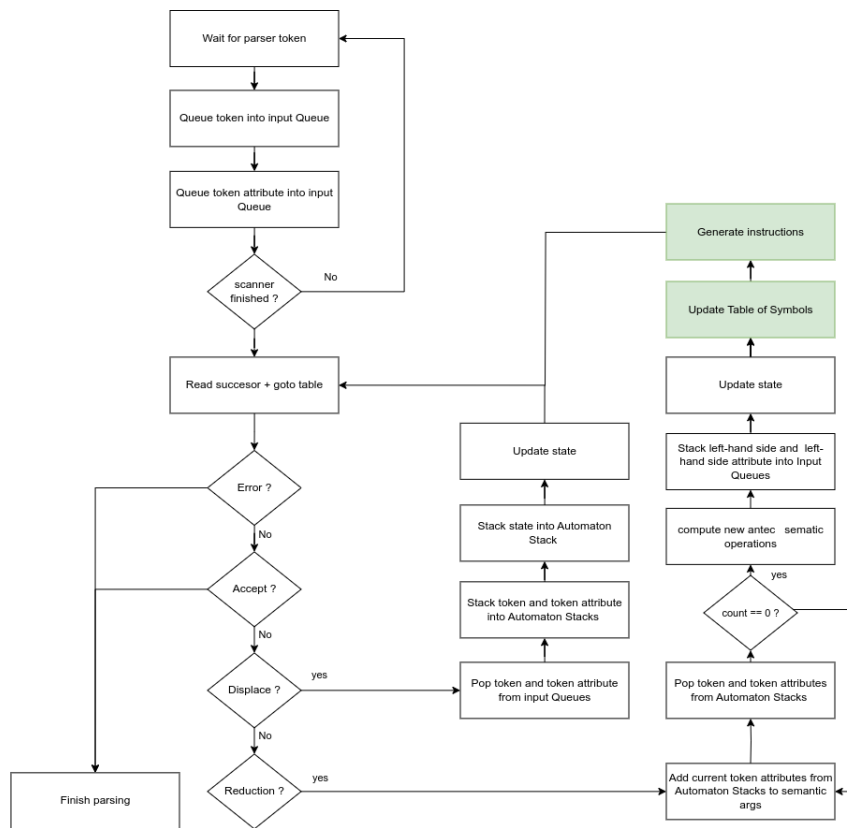 Wait for parser token
Queue token into input Queue
Queue token attribute into input
Queue
scanner
finished ?
No
Read succesor + goto table
Error ?
No
Accept ?
No
Displace ?
yes
No
Reduction ?
yes
Finish parsing
Update state
Stack state into Automaton
Stack
Stack token and token attribute
into Automaton Stacks
Pop token and token attribute
from input Queues
Generate instructions
Update Table of Symbols
Update state
Stack left-hand side and left-
hand side attribute into Input
Queues
compute new antec sematic
operations
yes
count == 0 ?
Pop token and token attributes
from Automaton Stacks
Add current token attributes from
Automaton Stacks to semantic
args